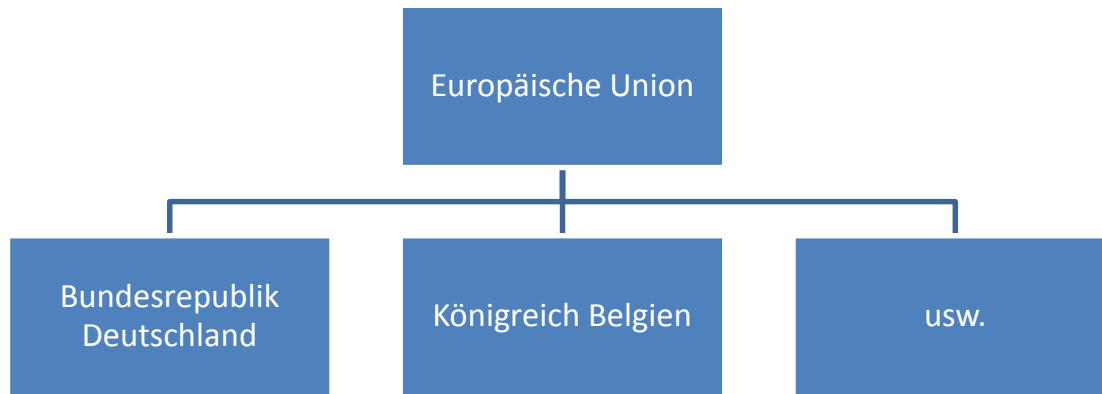 Europäische Union
Bundesrepublik
Deutschland
Königreich Belgien
usw.